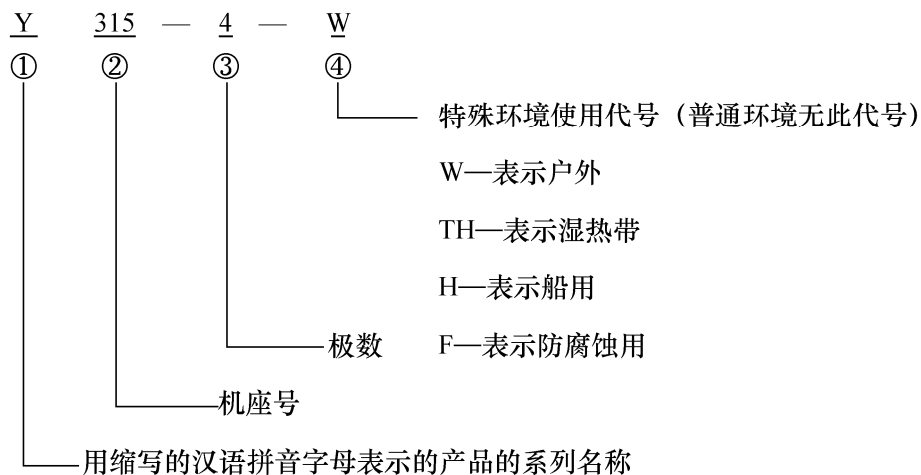 Y 315 — 4 — W
① ② ③ ④
特殊环境使用代号（普通环境无此代号）
W—表示户外
TH—表示湿热带
H—表示船用
极数 F—表示防腐蚀用
机座号
用缩写的汉语拼音字母表示的产品的系列名称